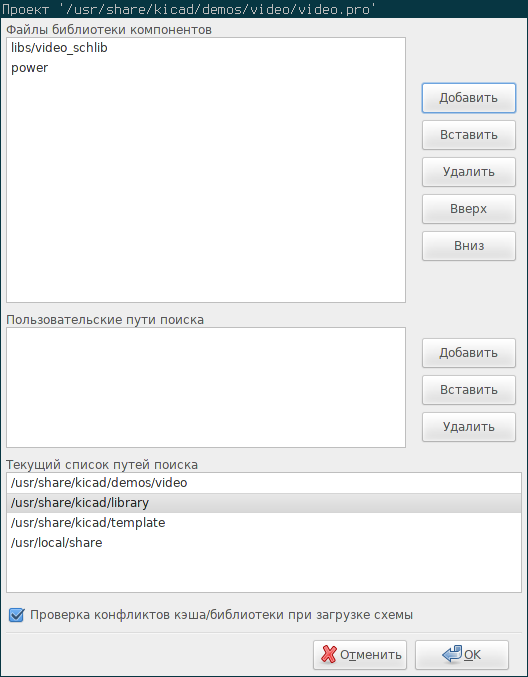 Проект '/usr/share/kicad/demos/video/video.pro'
Файлы библиотеки компонентов
libs/video_schlib
power
Добавить
Вставить
Удалить
Вверх
Вниз
Пользовательские пути поиска
Добавить
Вставить
Удалить
Текущий список путей поиска
/usr/share/kicad/demos/video
/usr/share/kicad/library
/usr/share/kicad/template
/usr/local/share
Проверка конфликтов кэша/библиотеки при загрузке схемы
Отменить
OK